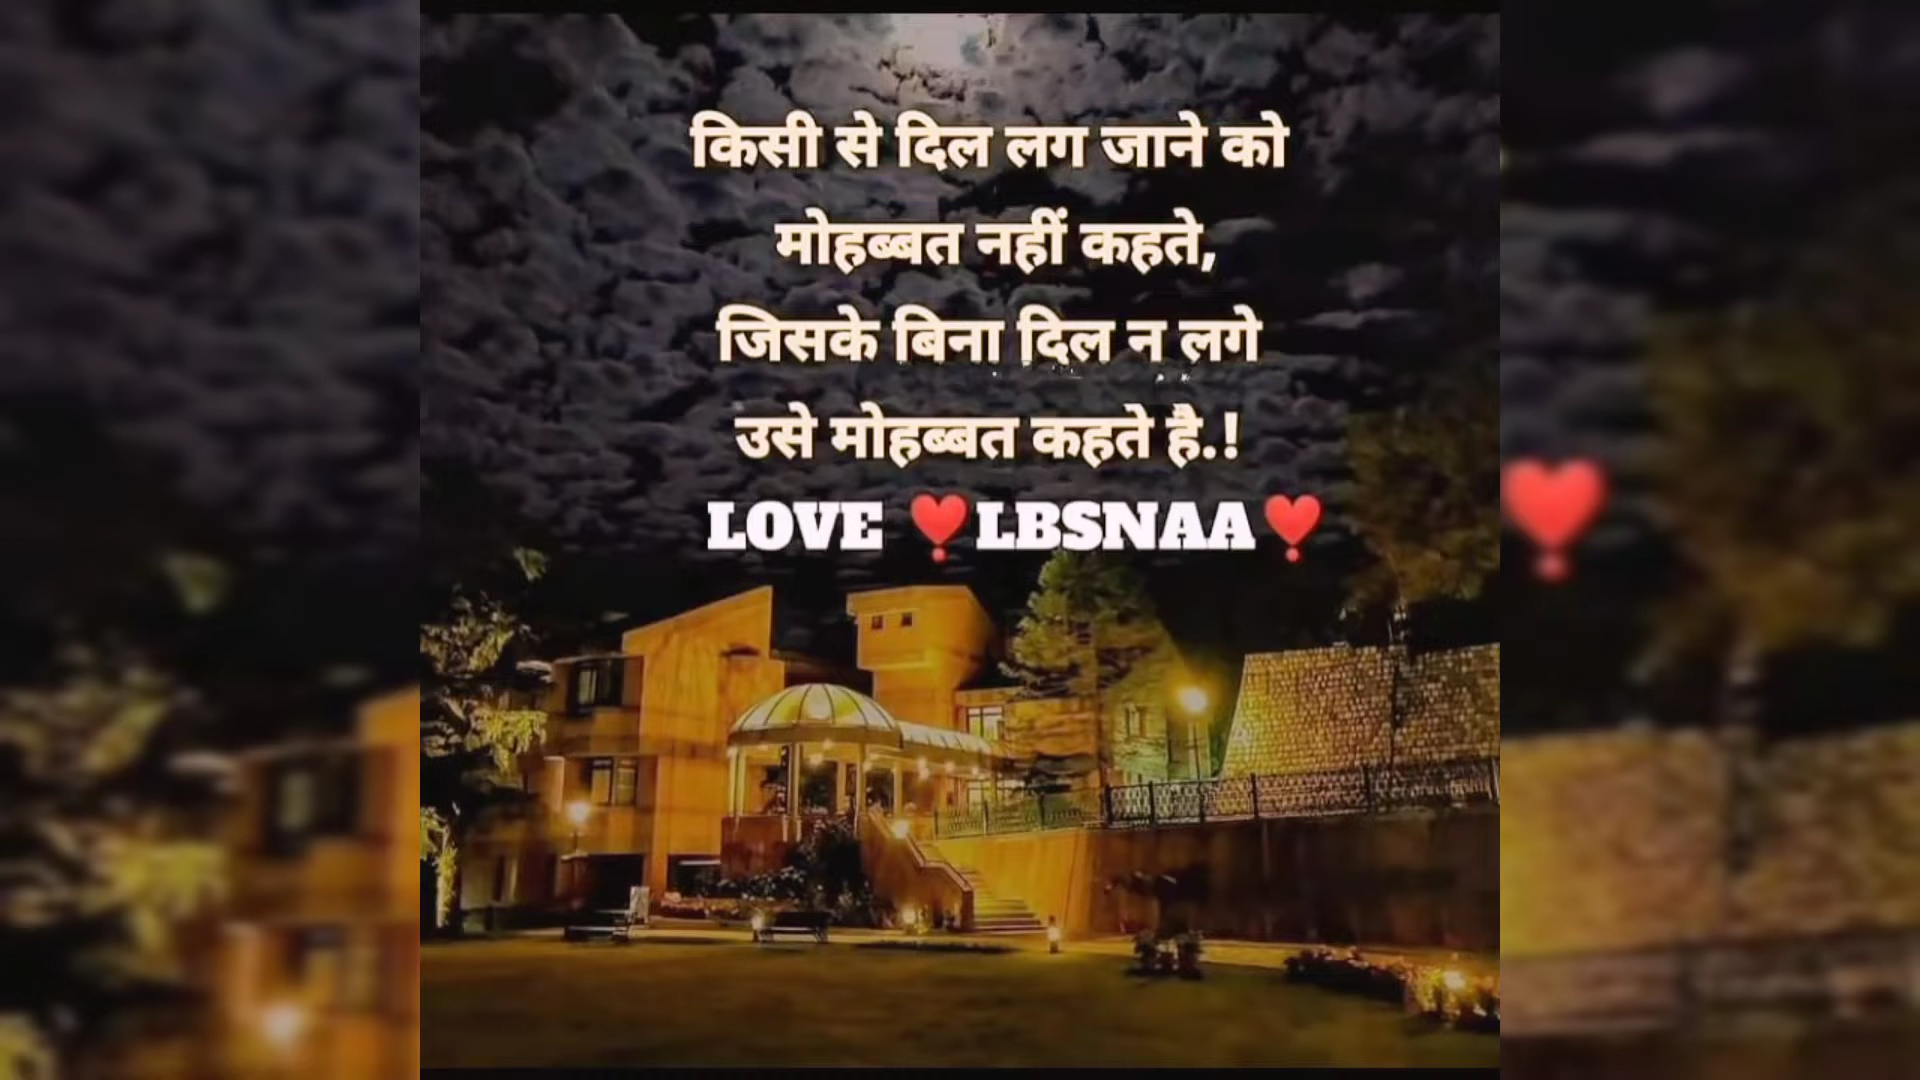 किसी से दिल लग जाने को
मोहब्बत नहीं कहते,
जिसके बिना दिल न लगे
उसे मोहब्बत कहते है.!
LOVE ❣️LBSNAA❣️